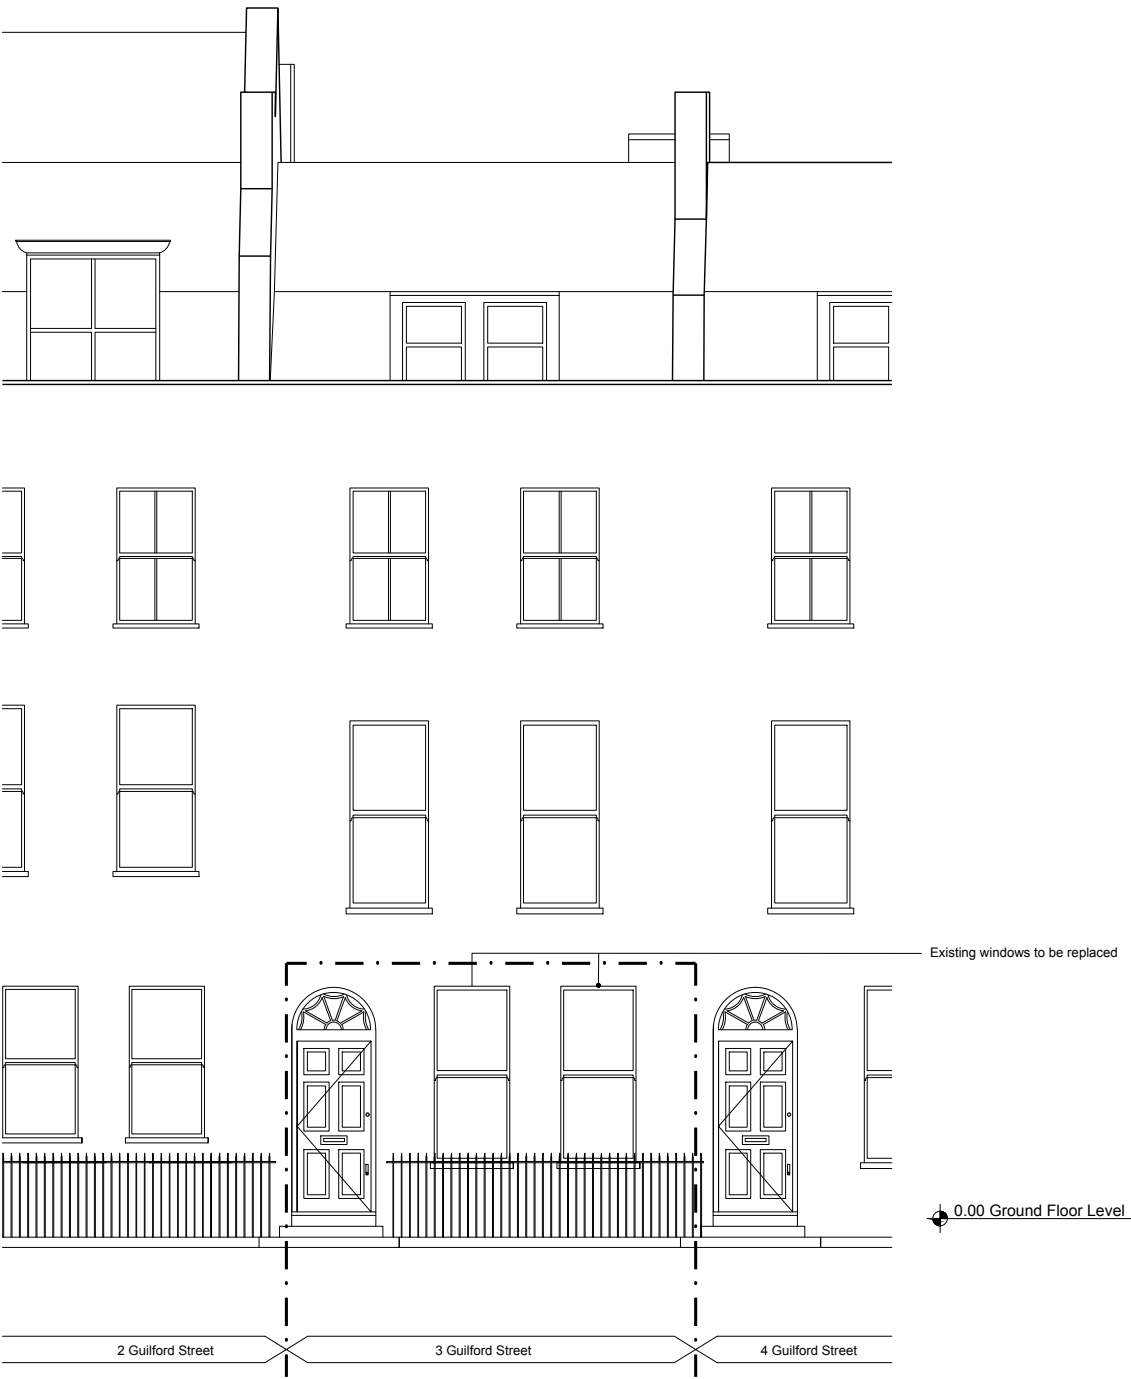 Existing windows to be replaced
0.00 Ground Floor Level
2 Guilford Street
3 Guilford Street
4 Guilford Street